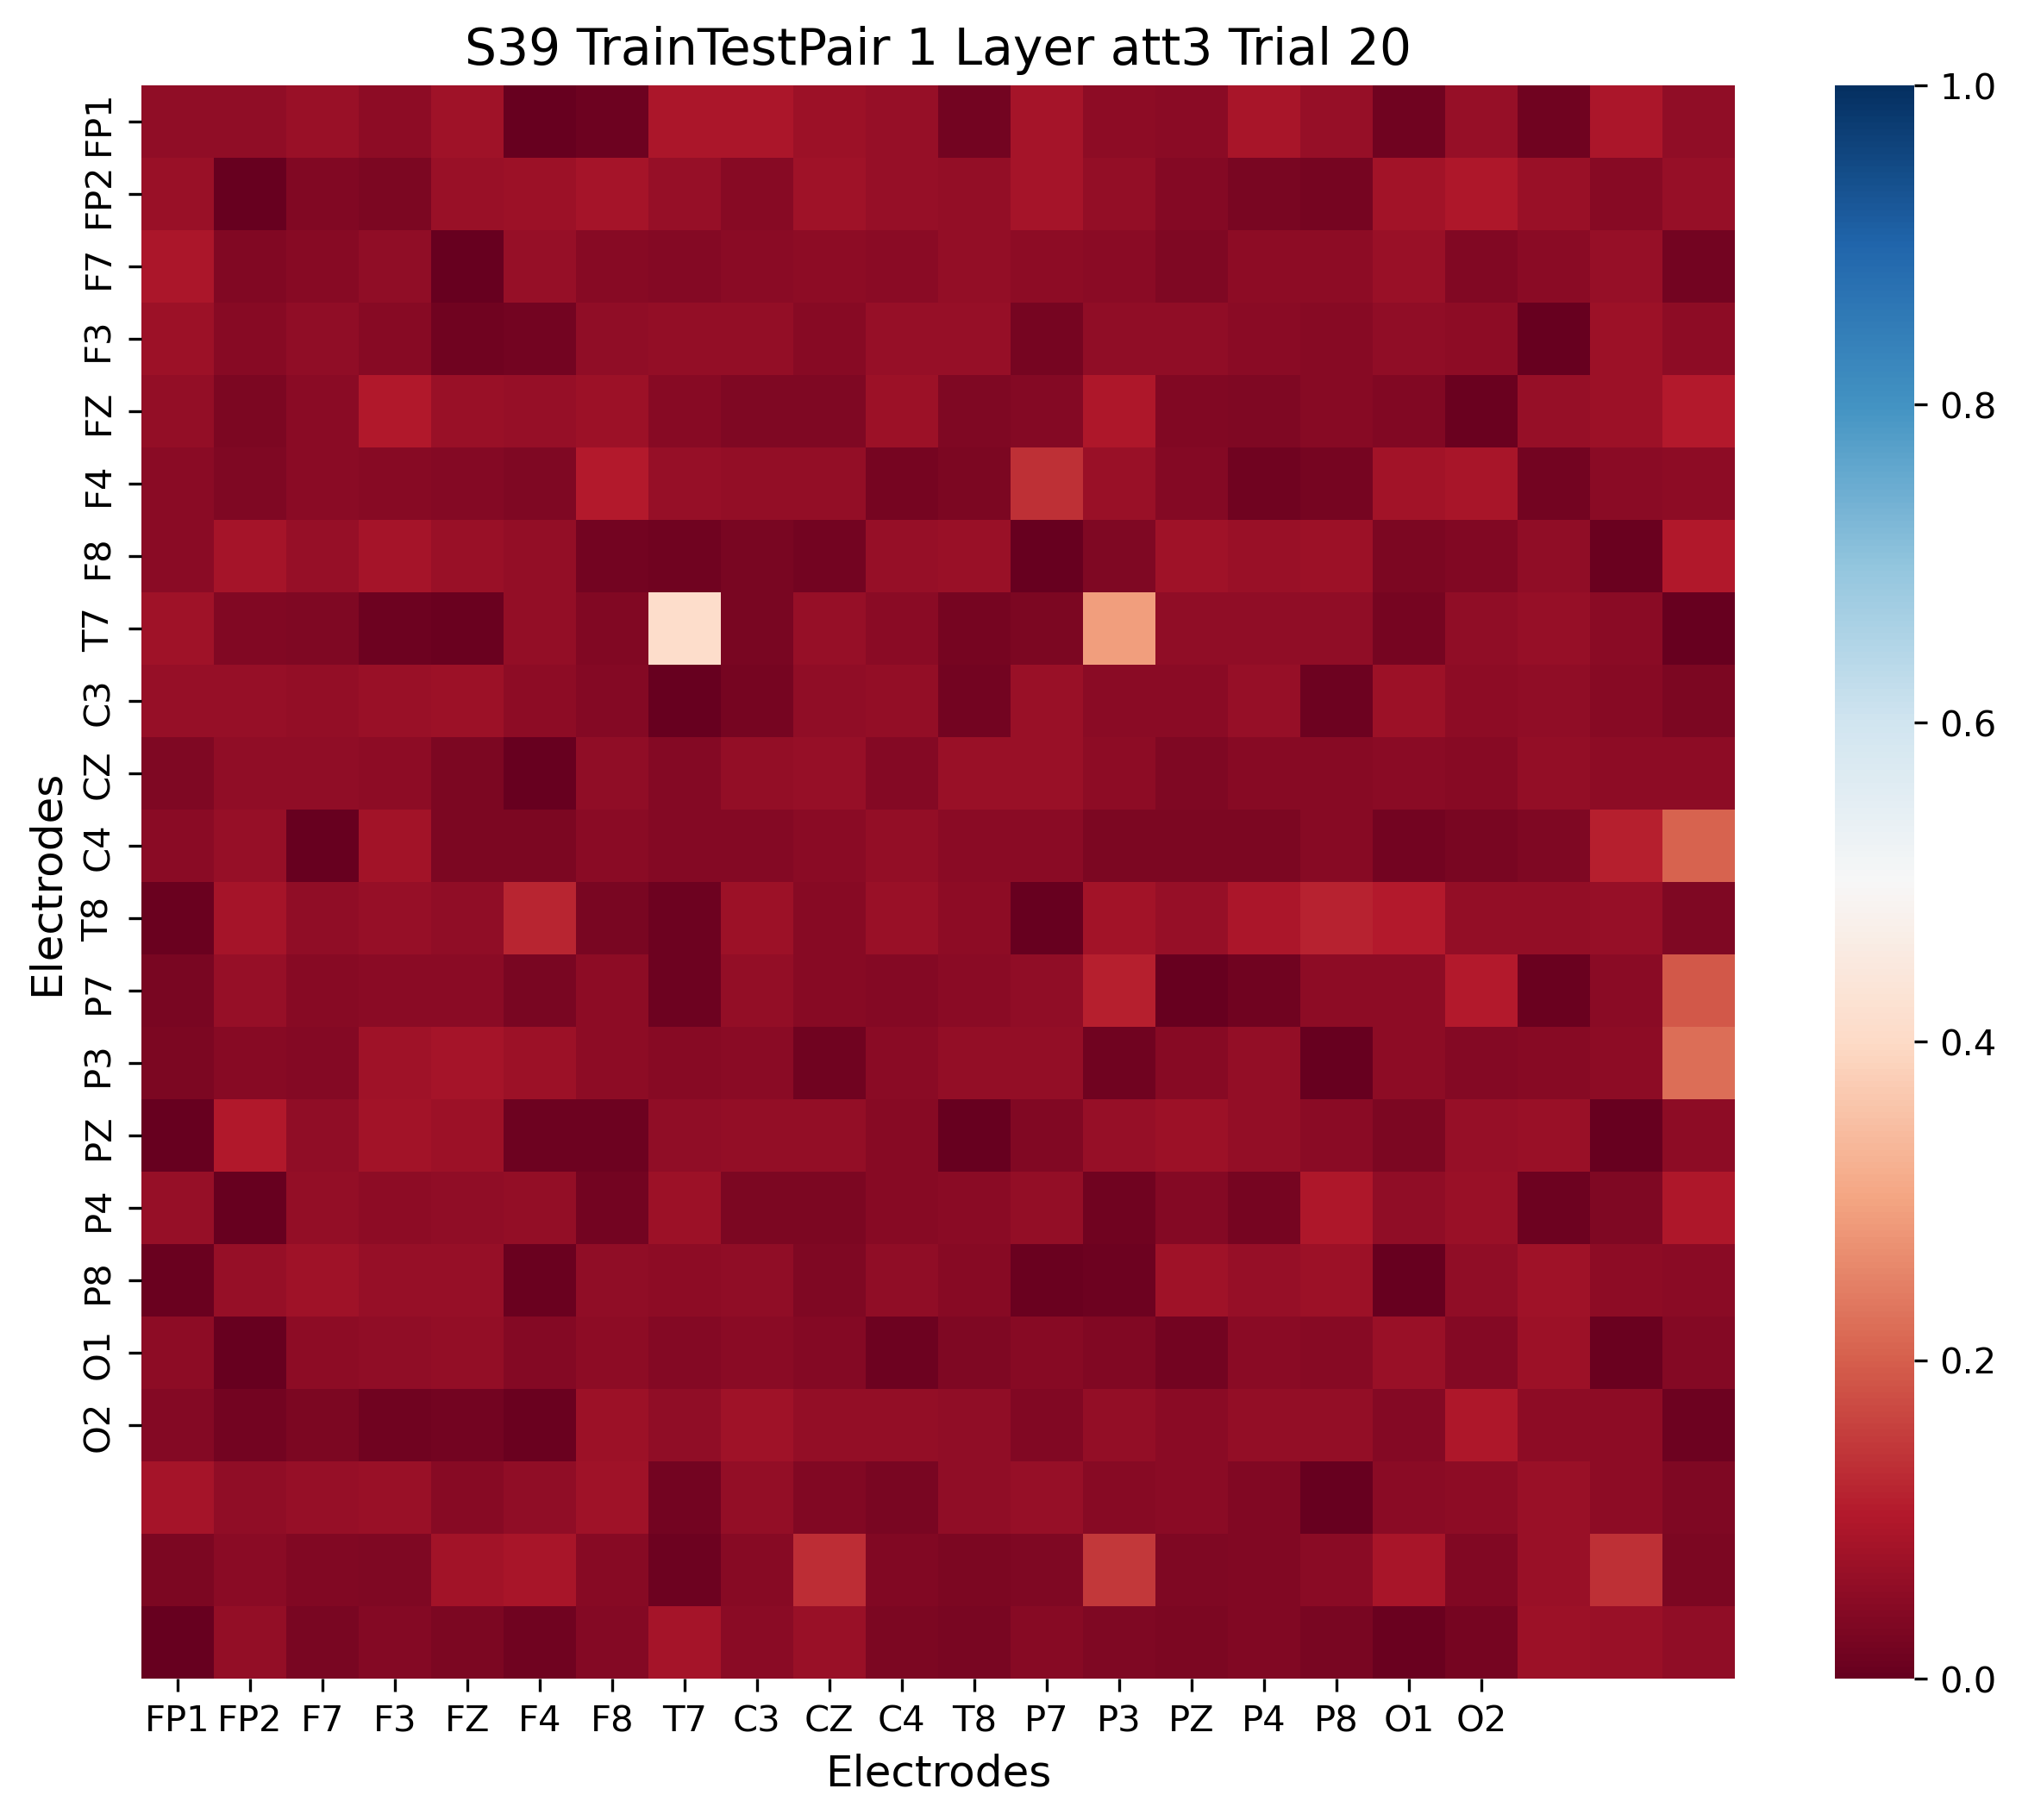 S39 TrainTestPair 1 Layer att3 Trial 20
Electrodes
FP1
FP2
F7
F3
FZ
F4
F8
T7
C3
CZ
C4
T8
P7
P3
PZ
P4
P8
O1
O2
FP1 FP2 F7 F3 FZ F4 F8 T7 C3 CZ C4 T8 P7 P3 PZ P4 P8 O1 O2
Electrodes
1.0
0.8
0.6
0.4
0.2
0.0